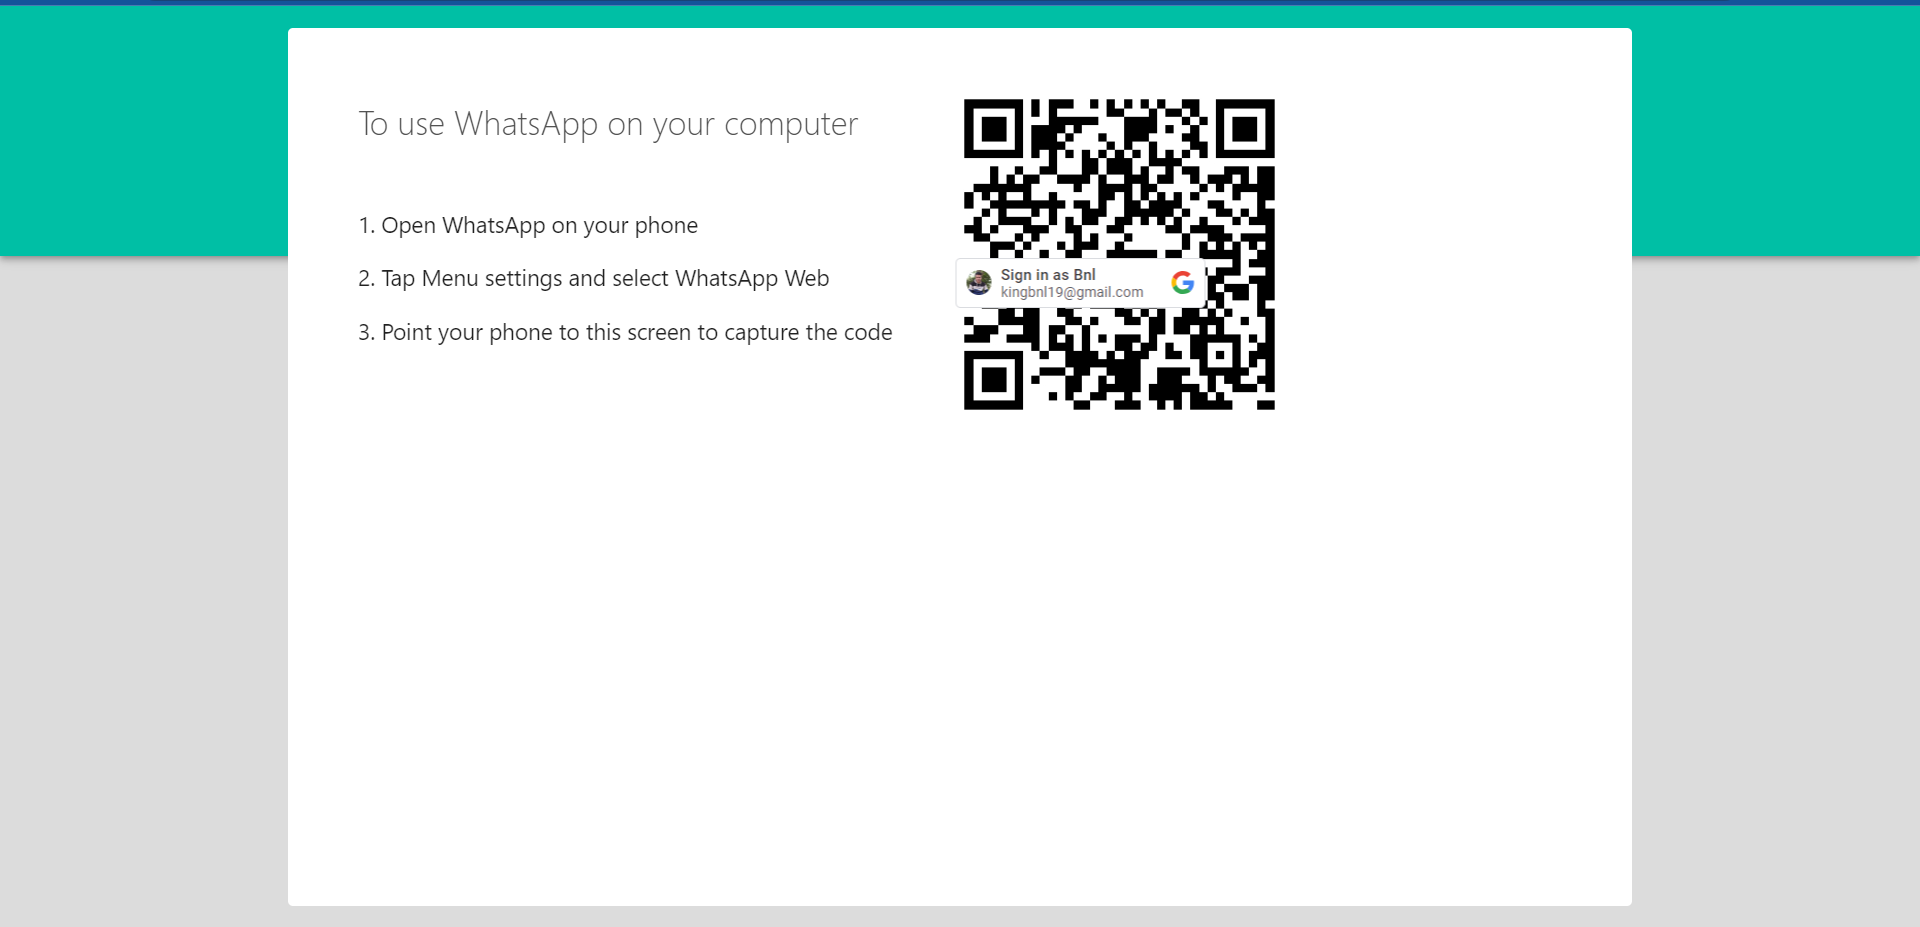 To use WhatsApp on your computer
1. Open WhatsApp on your phone
2. Tap Menu settings and select WhatsApp Web
3. Point your phone to this screen to capture the code
Sign in as Bnl
kingbnl19@gmail.com